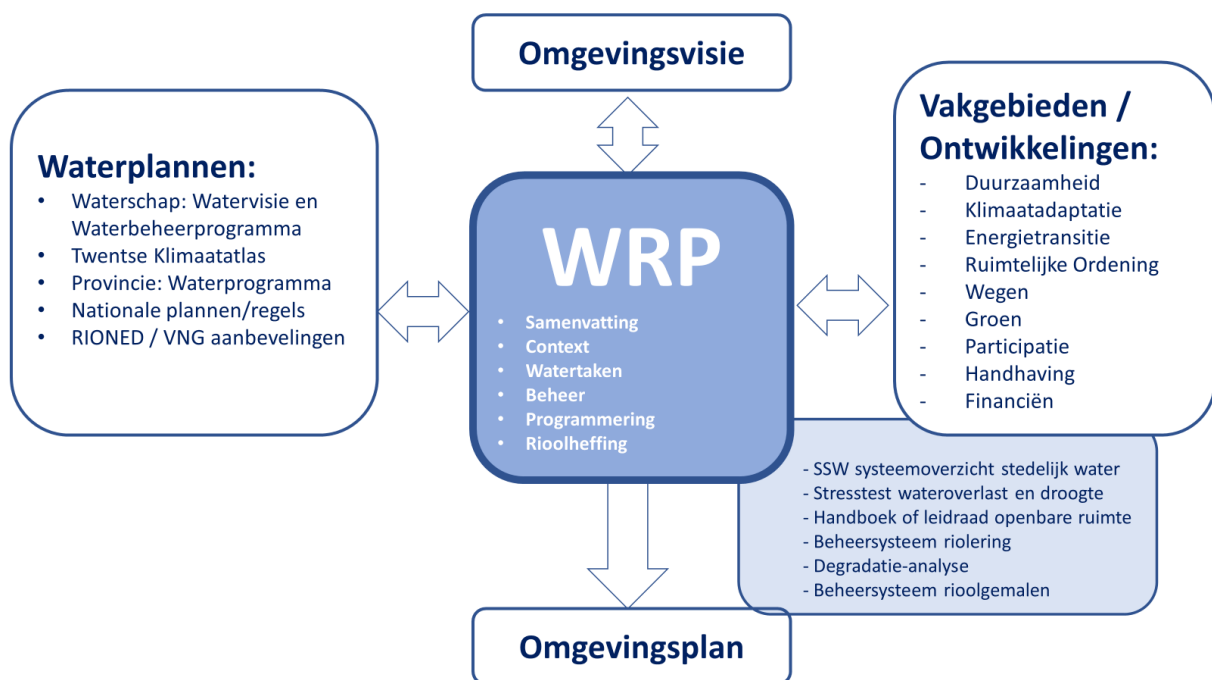 Omgevingsvisie
Waterplannen:
• Waterschap: Watervisie en
Waterbeheerprogramma
• Twentse Klimaatatlas
• Provincie: Waterprogramma
• Nationale plannen/regels
• RIONED / VNG aanbevelingen
WRP
• Samenvatting
• Context
• Watertaken
• Beheer
• Programmering
• Rioolheffing
Vakgebieden /
Ontwikkelingen:
- Duurzaamheid
- Klimaatadaptatie
- Energietransitie
- Ruimtelijke Ordening
- Wegen
- Groen
- Participatie
- Handhaving
- Financiën
- SSW systeemoverzicht stedelijk water
- Stresstest wateroverlast en droogte
- Handboek of leidraad openbare ruimte
- Beheersysteem riolering
- Degradatie-analyse
- Beheersysteem rioolgemalen
Omgevingsplan